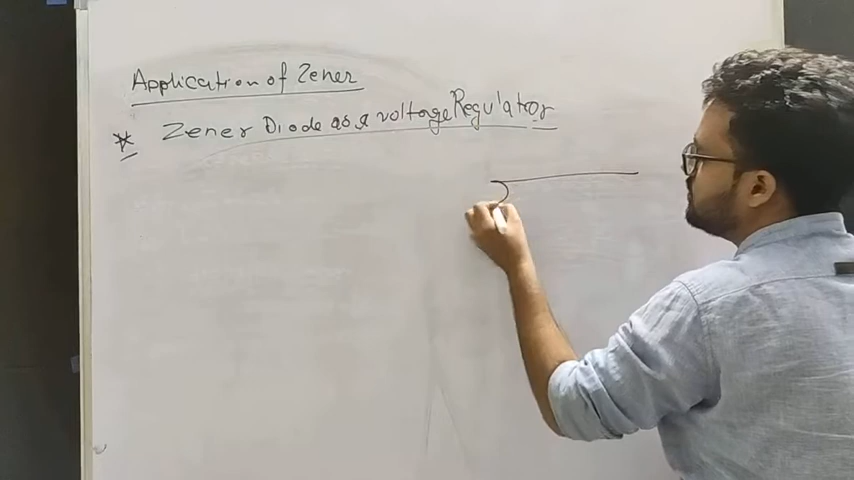 Application of Zener
* Zener Diode as a voltage Regulator